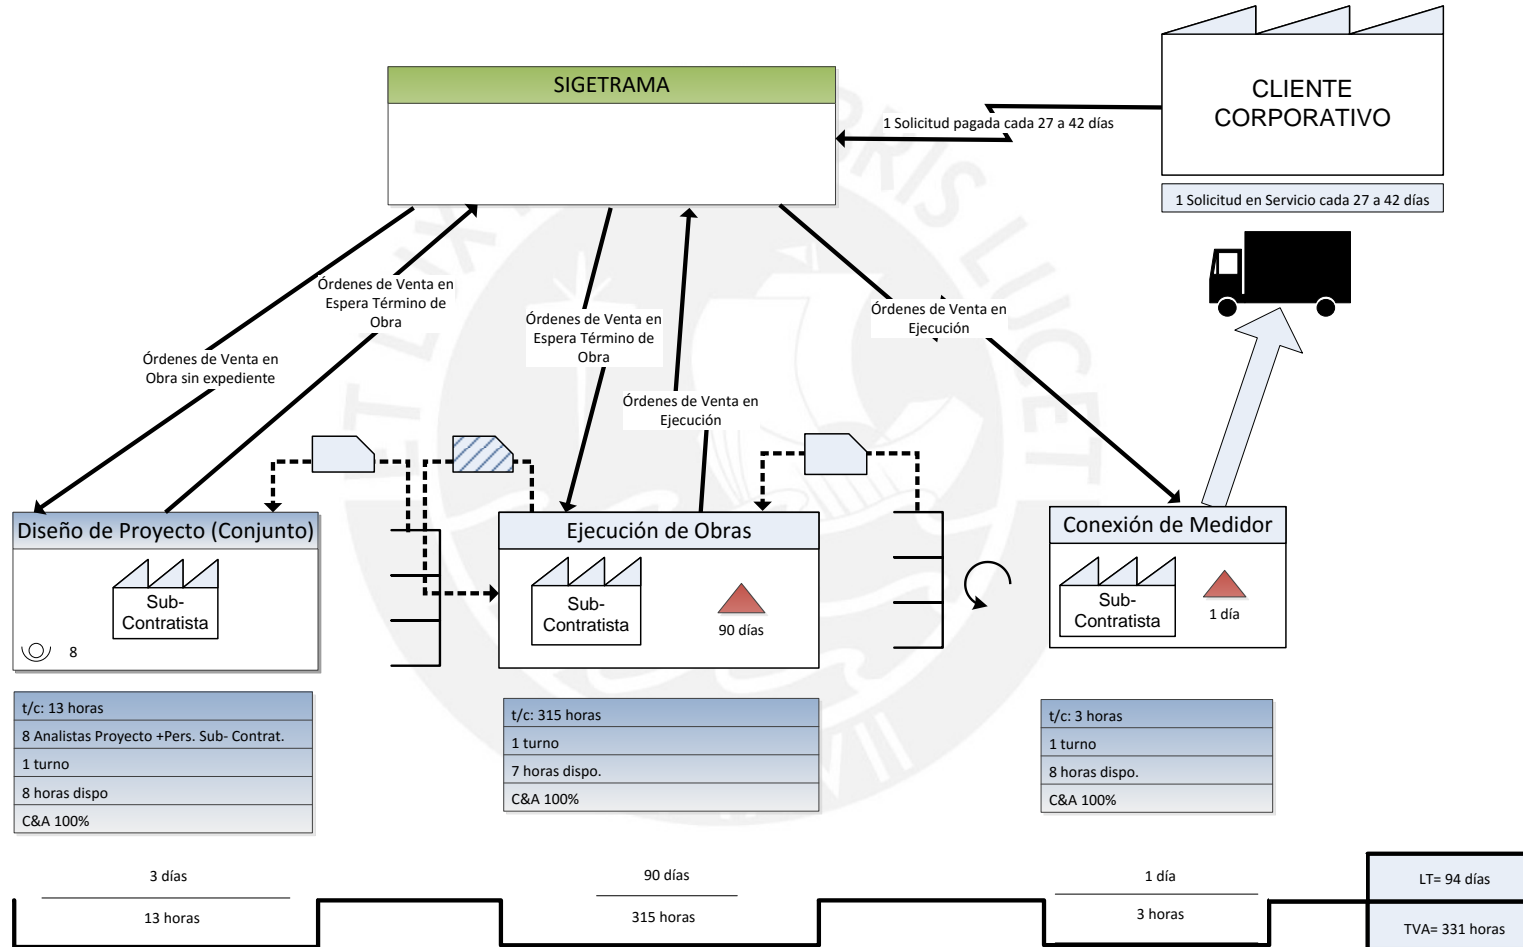 SIGETRAMA
CLIENTE
CORPORATIVO
1 Solicitud pagada cada 27 a 42 días
1 Solicitud en Servicio cada 27 a 42 días
Órdenes de Venta en
Espera Término de
Obra
Órdenes de Venta en
Espera Término de
Obra
Órdenes de Venta en
Ejecución
Órdenes de Venta en
Obra sin expediente
Órdenes de Venta en
Ejecución
Diseño de Proyecto (Conjunto)
Sub-
Contratista
8
Ejecución de Obras
Sub-
Contratista
90 días
Conexión de Medidor
Sub-
Contratista
1 día
t/c: 13 horas
8 Analistas Proyecto +Pers. Sub- Contrat.
1 turno
8 horas dispo
C&A 100%
t/c: 315 horas
1 turno
7 horas dispo.
C&A 100%
t/c: 3 horas
1 turno
8 horas dispo.
C&A 100%
3 días
13 horas
90 días
315 horas
1 día
3 horas
LT= 94 días
TVA= 331 horas